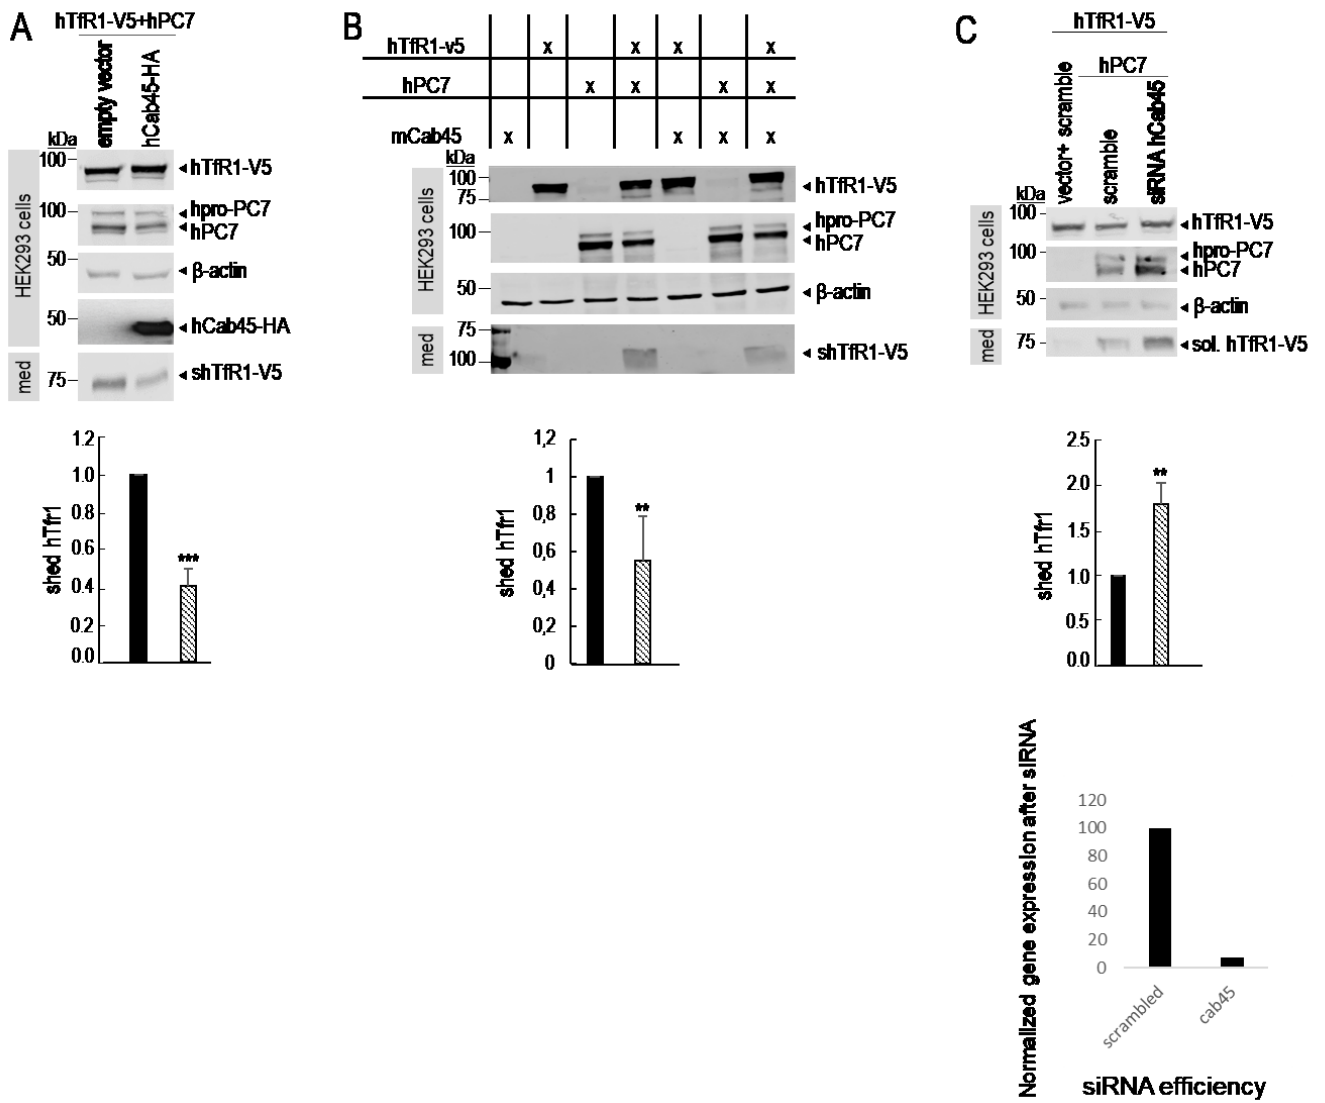 A
hTfR1-V5+hPC7
empty vector
hCab45-HA
kDa
100
hTfR1-V5
100
hpro-PC7
hPC7
50
β-actin
50
hCab45-HA
75
shTfR1-V5
HEK293 cells
med
1.2
1.0
0.8
0.6
0.4
0.2
0.0
shed hTfr1
***
B
hTfR1-v5 x x x x
hPC7 x x x x
mCab45 x x x x
kDa
100
75
hTfR1-V5
100
hpro-PC7
hPC7
50
β-actin
75
100
shTfR1-V5
HEK293 cells
med
1,2
1
0,8
0,6
0,4
0,2
0
shed hTfr1
**
C
hTfR1-V5
hPC7
vector+ scramble
scramble
siRNA hCab45
kDa
100
hTfR1-V5
100
hpro-PC7
hPC7
50
β-actin
75
sol. hTfR1-V5
HEK293 cells
med
2.5
2.0
1.5
1.0
0.5
0.0
shed hTfr1
**
Normalized gene expression after siRNA
120
100
80
60
40
20
0
scrambled
cab45
siRNA efficiency